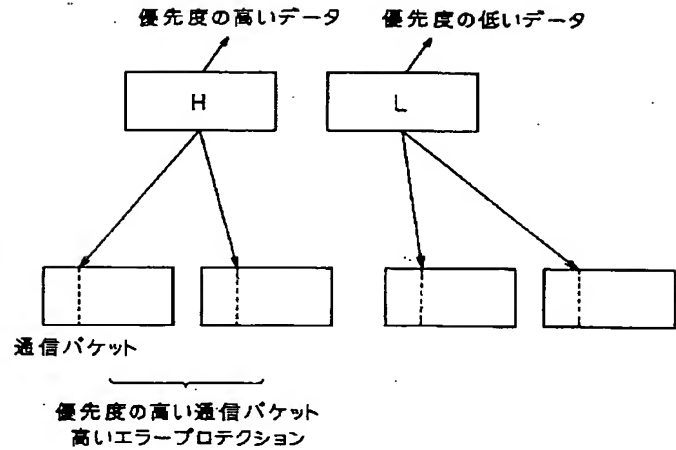 優先度の高いデータ
優先度の低いデータ
H
L
通信パケット
優先度の高い通信パケット
高いエラープロテクション